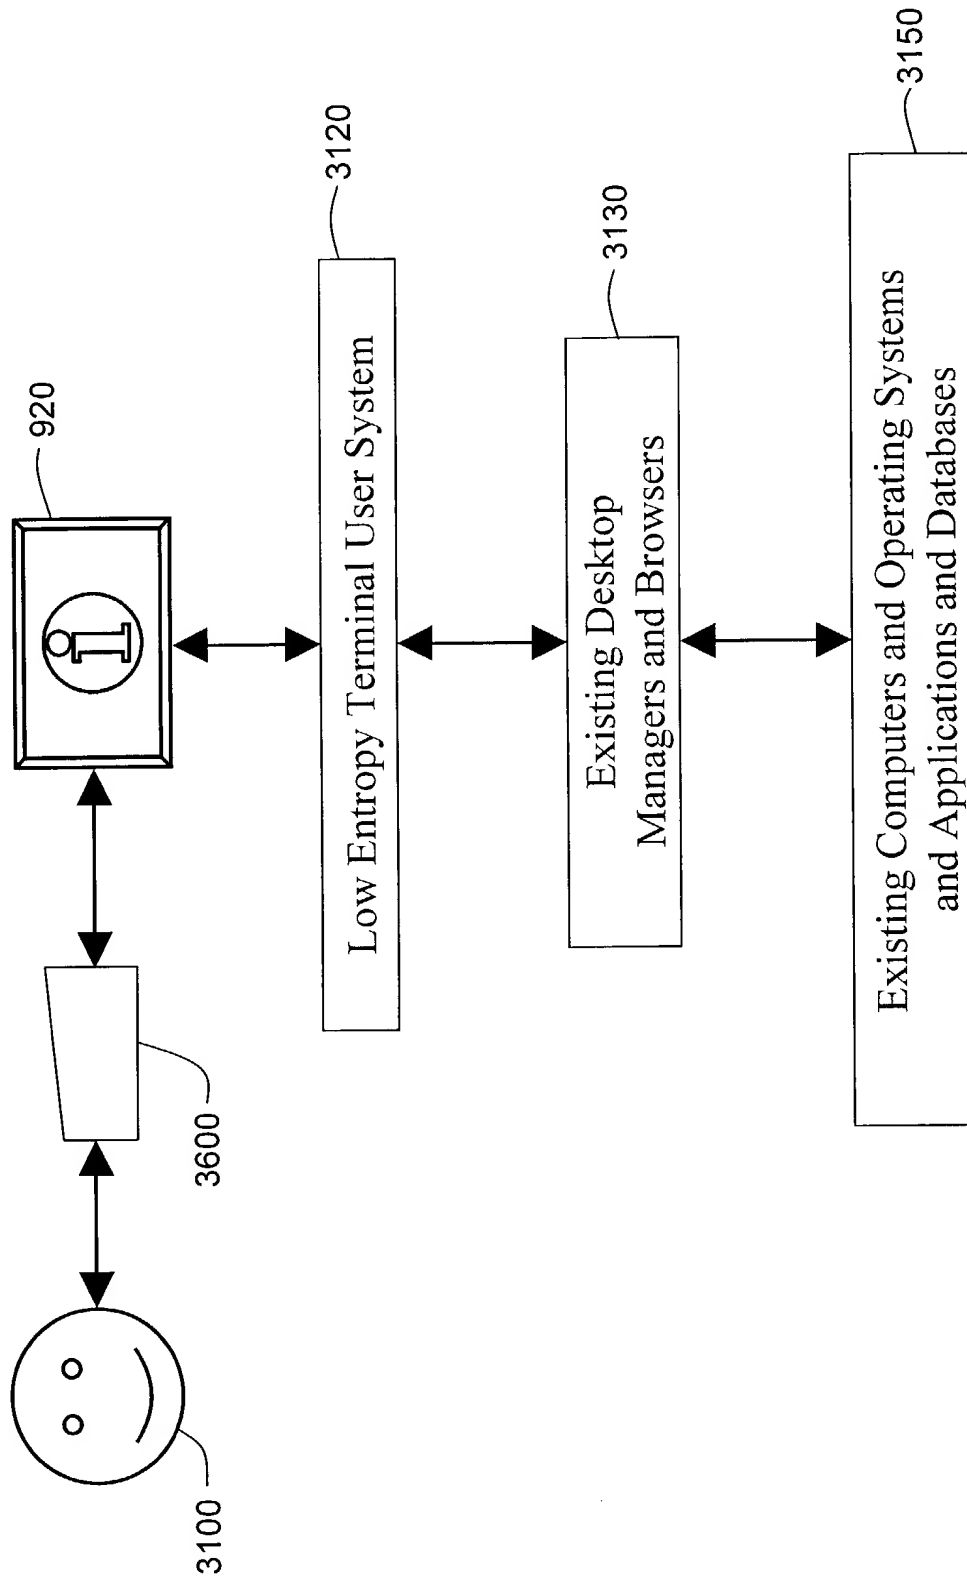 920
3100
3600
Low Entropy Terminal User System
3120
Existing Desktop
Managers and Browsers
3130
Existing Computers and Operating Systems
and Applications and Databases
3150